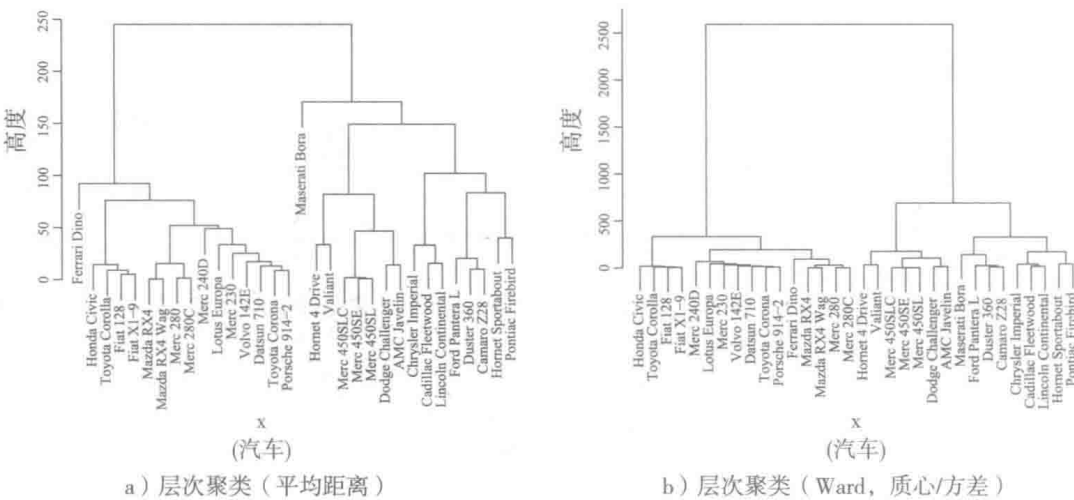 250
200
150
100
50
0
高度
Ferrari Dino
Honda Civic
Toyota Corolla
Fiat 128
Fiat X1-9
Mazda RX4
Mazda RX4 Wag
Merc 280
Merc 280C
Merc 240D
Lotus Europa
Merc 230
Volvo 142E
Datsun 710
Toyota Corona
Porsche 914-2
Maserati Bora
Hornet 4 Drive
Valiant
Merc 450SLC
Merc 450SE
Merc 450SL
Dodge Challenger
AMC Javelin
Chrysler Imperial
Cadillac Fleetwood
Lincoln Continental
Ford Pantera L
Duster 360
Camaro Z28
Hornet Sportabout
Pontiac Firebird
x
(汽车)
a）层次聚类（平均距离）
2500
2000
1500
1000
500
0
高度
Honda Civic
Toyota Corolla
Fiat 128
Fiat X1-9
Merc 240D
Lotus Europa
Merc 230
Volvo 142E
Datsun 710
Toyota Corona
Porsche 914-2
Ferrari Dino
Mazda RX4
Mazda RX4 Wag
Merc 280
Merc 280C
Hornet 4 Drive
Valiant
Merc 450SLC
Merc 450SE
Merc 450SL
Dodge Challenger
AMC Javelin
Maserati Bora
Ford Pantera L
Duster 360
Camaro Z28
Chrysler Imperial
Cadillac Fleetwood
Lincoln Continental
Hornet Sportabout
Pontiac Firebird
x
(汽车)
b）层次聚类（Ward，质心/方差）